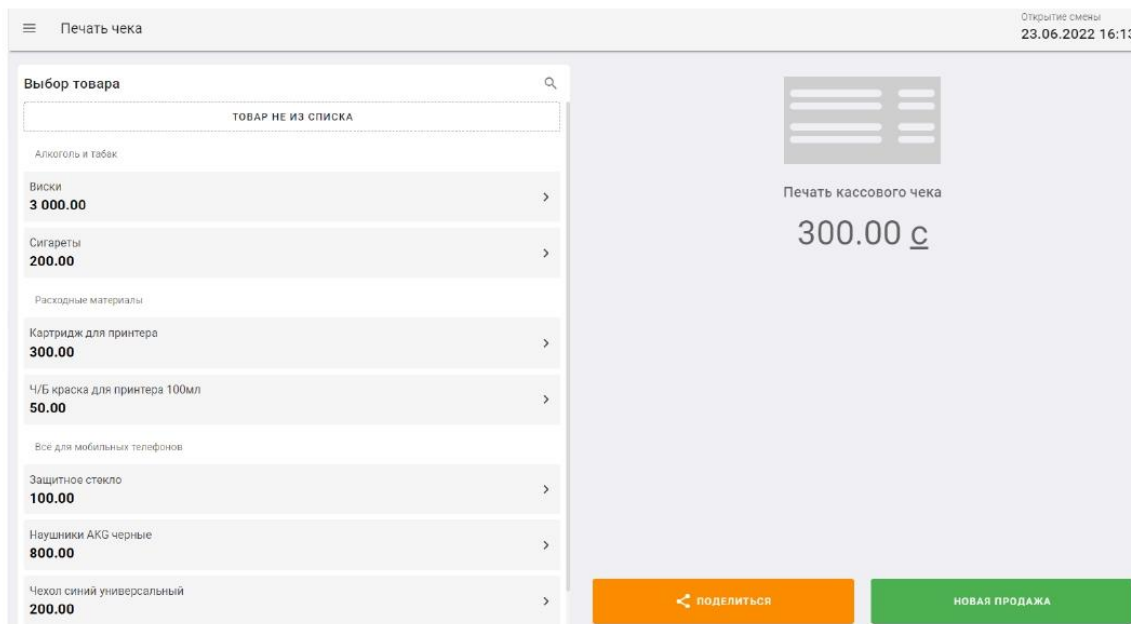 Печать чека
Открытие смены
23.06.2022 16:13
Выбор товара
ТОВАР НЕ ИЗ СПИСКА
Алкоголь и табак
Виски
3 000.00
Сигареты
200.00
Расходные материалы
Картридж для принтера
300.00
Ч/Б краска для принтера 100мл
50.00
Всё для мобильных телефонов
Защитное стекло
100.00
Наушники AKG черные
800.00
Чехол синий универсальный
200.00
Печать кассового чека
300.00 с
ПОДЕЛИТЬСЯ
НОВАЯ ПРОДАЖА